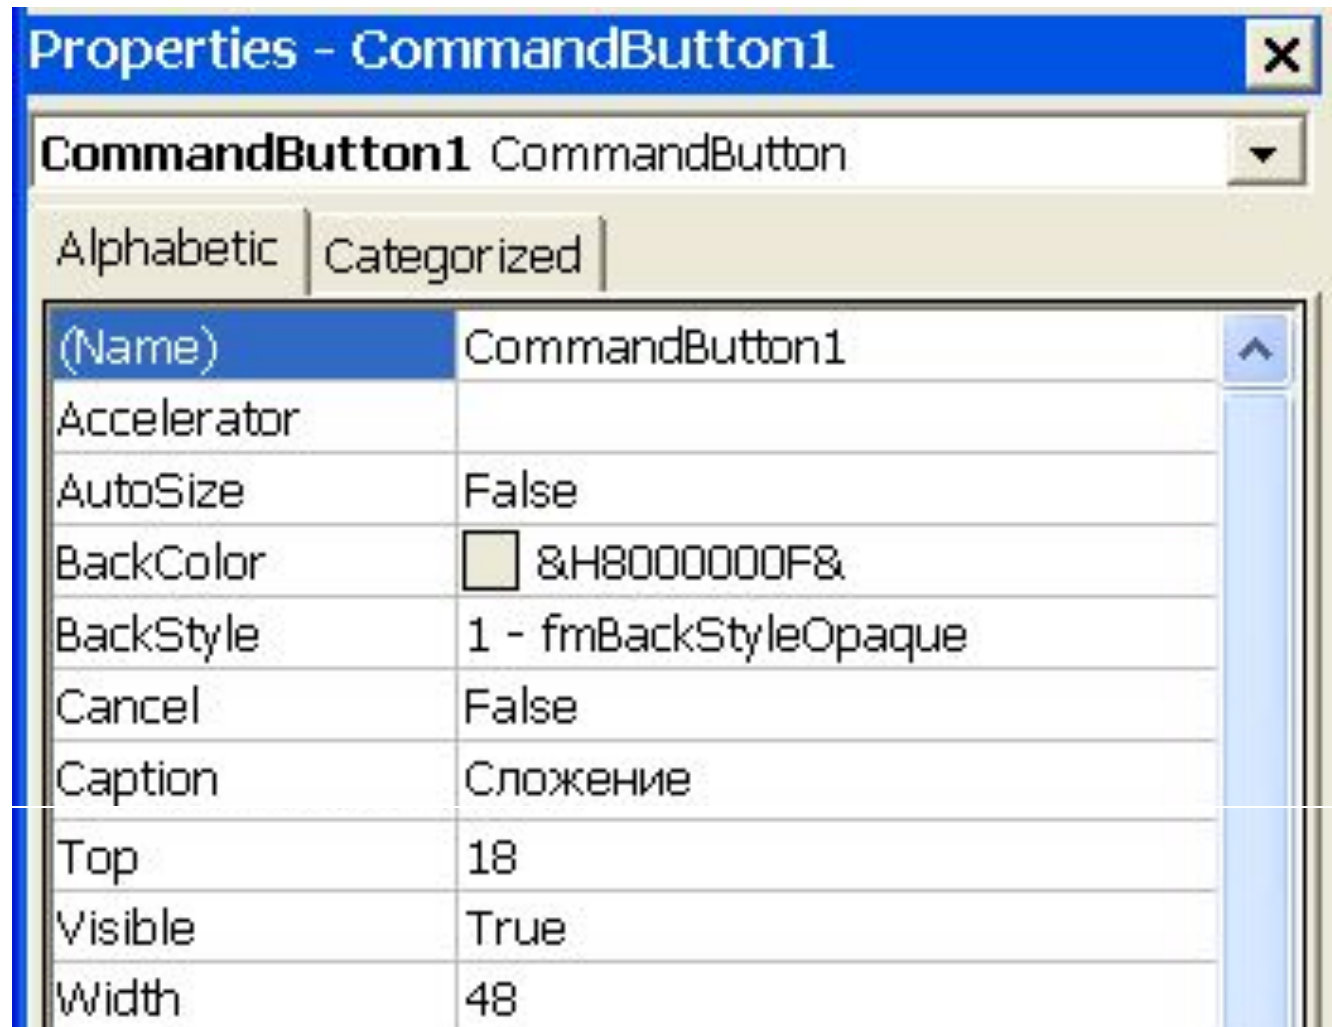 Properties - CommandButton1
CommandButton1 CommandButton
Alphabetic Categorized
(Name) CommandButton1
Accelerator
AutoSize False
BackColor &H8000000F&
BackStyle 1 - fmBackStyleOpaque
Cancel False
Caption Сложение
Top 18
Visible True
Width 48